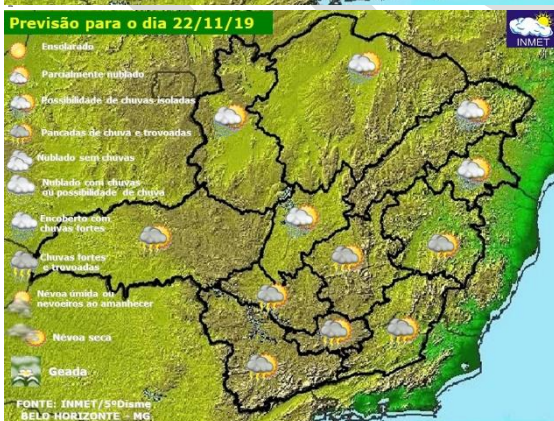 Previsão para o dia 22/11/19
INMET
Ensolarado
Parcialmente nublado
Possibilidade de chuvas isoladas
Pancadas de chuva e trovoadas
Nublado sem chuvas
Nublado com chuvas
ou possibilidade de chuva
Encoberto com
chuvas fortes
Chuvas fortes
e trovoadas
Névoa úmida ou
nevoeiros ao amanhecer
Névoa seca
Geada
FONTE: INMET/5ºDisme
BELO HORIZONTE - MG.